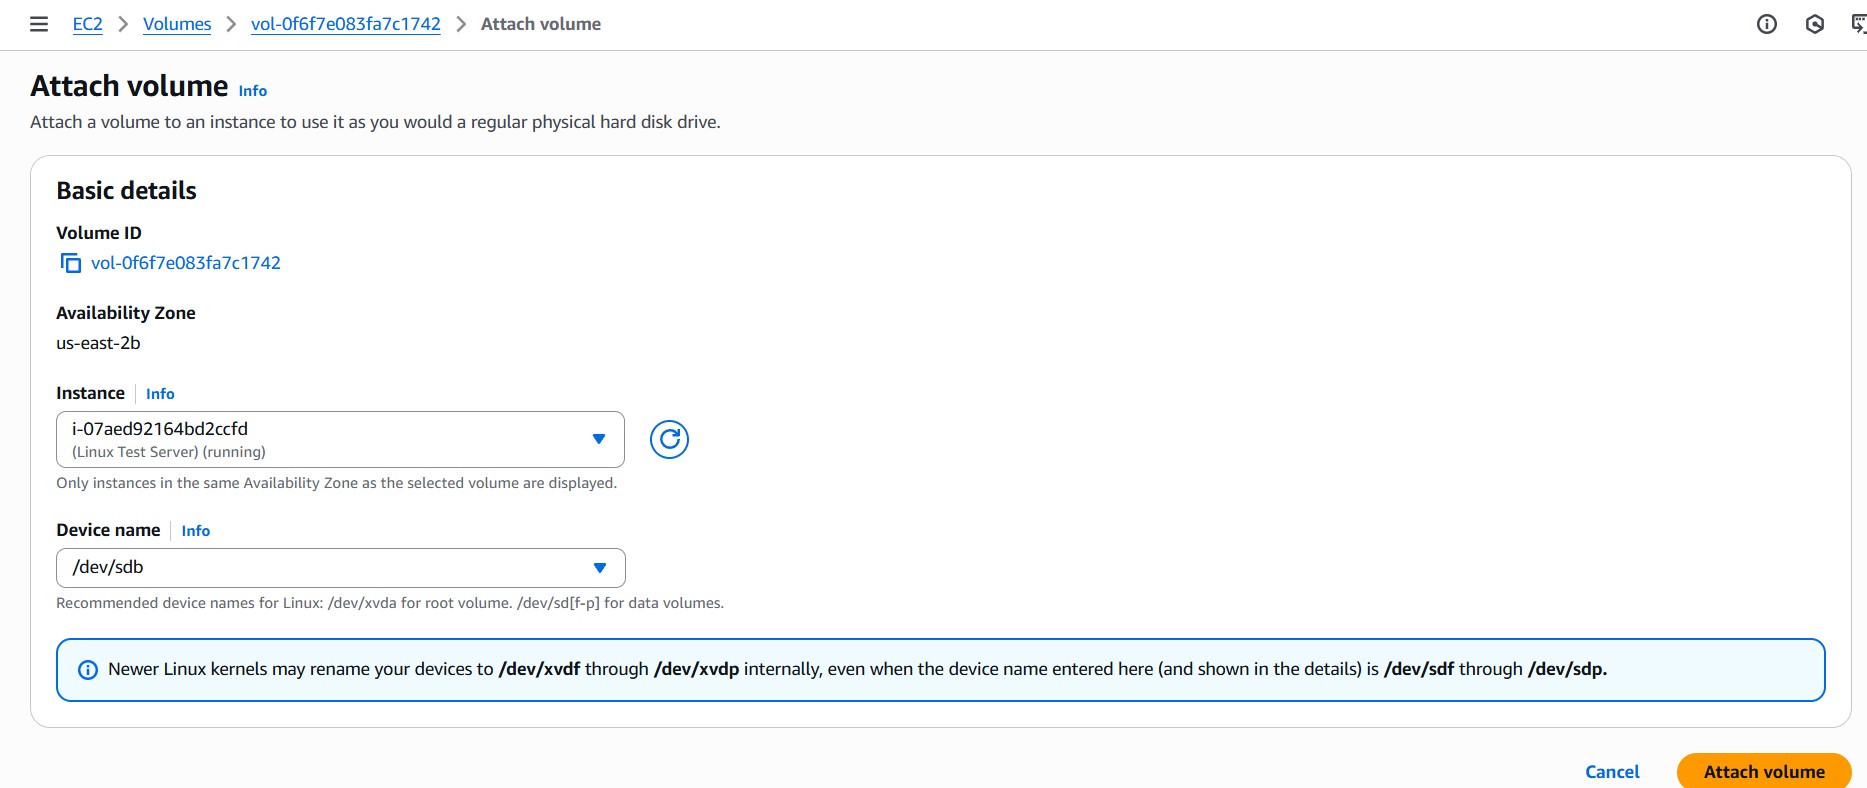 EC2 > Volumes > vol-0f6f7e083fa7c1742 > Attach volume
Attach volume Info
Attach a volume to an instance to use it as you would a regular physical hard disk drive.
Basic details
Volume ID
vol-0f6f7e083fa7c1742
Availability Zone
us-east-2b
Instance | Info
i-07aed92164bd2ccfd
(Linux Test Server) (running)
Only instances in the same Availability Zone as the selected volume are displayed.
Device name | Info
/dev/sdb
Recommended device names for Linux: /dev/xvda for root volume. /dev/sd[f-p] for data volumes.
Newer Linux kernels may rename your devices to /dev/xvdf through /dev/xvdp internally, even when the device name entered here (and shown in the details) is /dev/sdf through /dev/sdp.
Cancel Attach volume